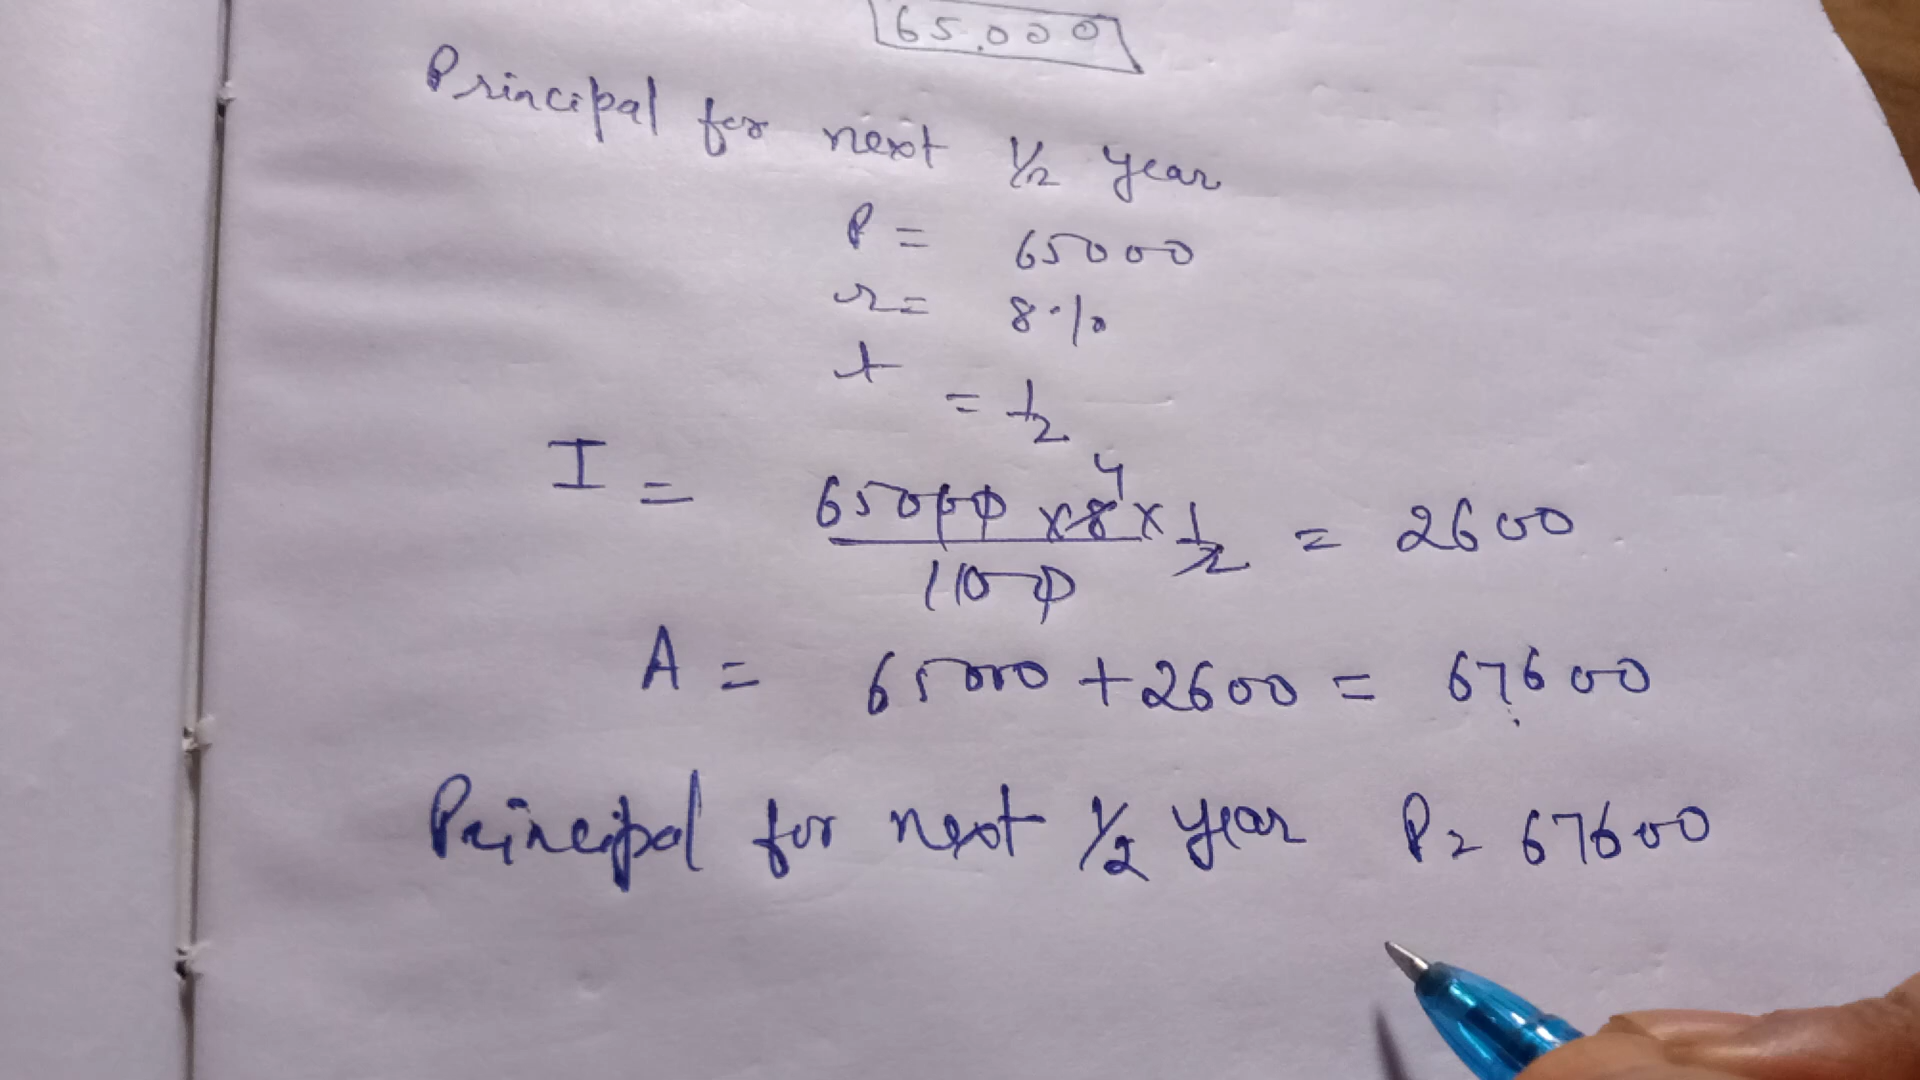 65,000
Principal for next 1/2 year
P = 65000
r = 8%
t = 1/2
I = 65000 x 8 4 x 1/2 = 2600
100
A = 65000 + 2600 = 67600
Principal for next 1/2 year P = 67600